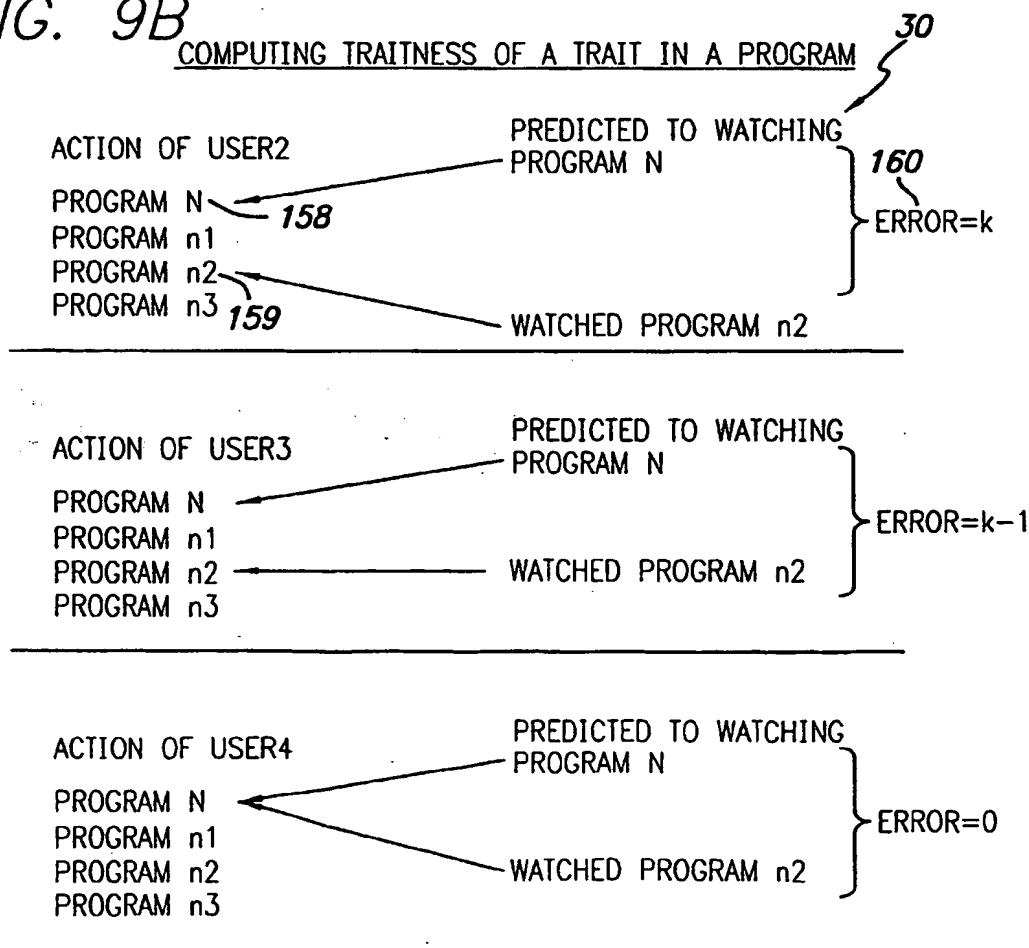 FIG. 9B
COMPUTING TRAITNESS OF A TRAIT IN A PROGRAM
30
ACTION OF USER2
PREDICTED TO WATCHING
PROGRAM N
PROGRAM N
158
PROGRAM n1
PROGRAM n2
159
PROGRAM n3
WATCHED PROGRAM n2
160
ERROR=k
ACTION OF USER3
PREDICTED TO WATCHING
PROGRAM N
PROGRAM N
PROGRAM n1
PROGRAM n2
PROGRAM n3
WATCHED PROGRAM n2
ERROR=k-1
ACTION OF USER4
PREDICTED TO WATCHING
PROGRAM N
PROGRAM N
PROGRAM n1
PROGRAM n2
PROGRAM n3
WATCHED PROGRAM n2
ERROR=0